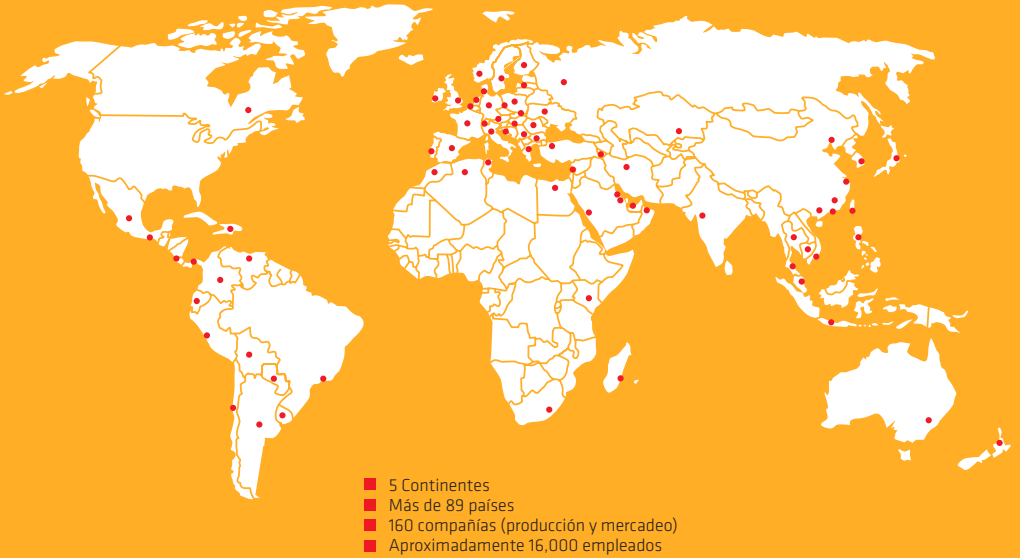 5 Continentes
Más de 89 países
160 compañías (producción y mercadeo)
Aproximadamente 16,000 empleados